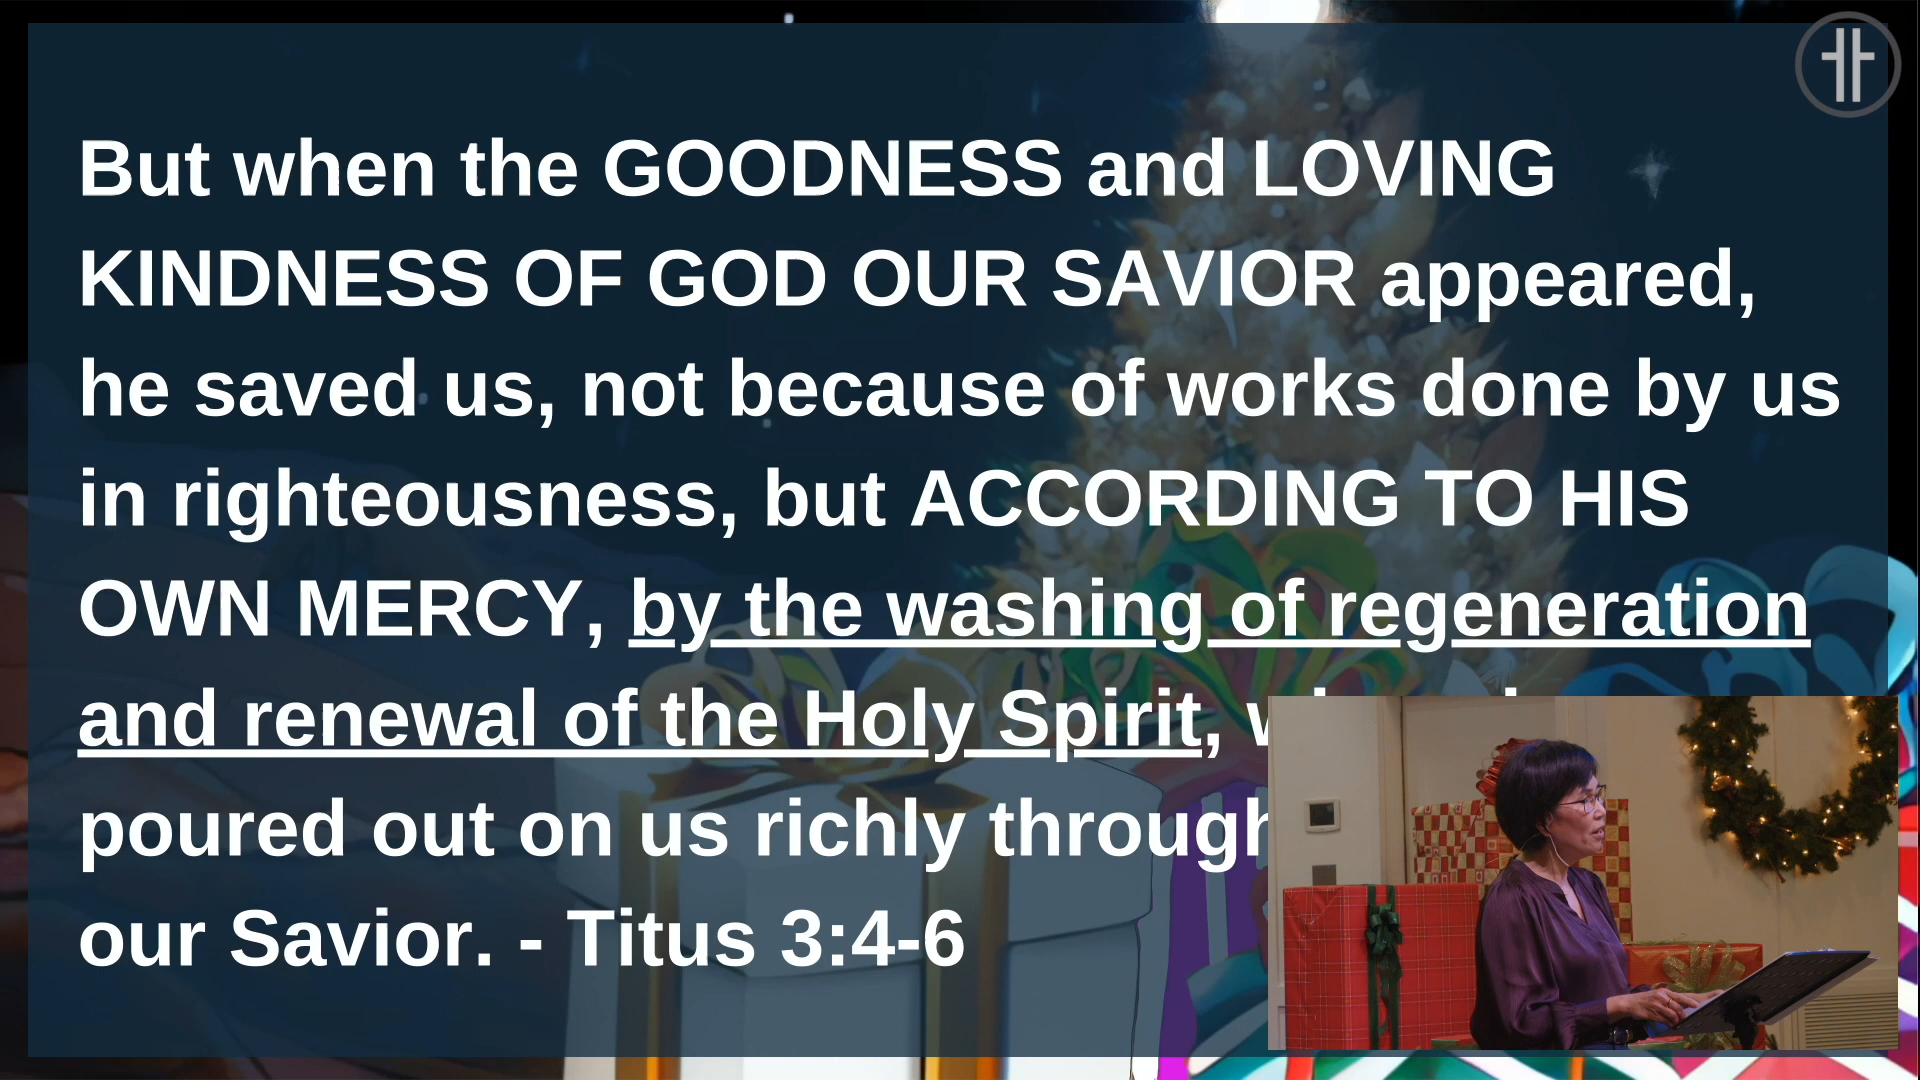 But when the GOODNESS and LOVING
KINDNESS OF GOD OUR SAVIOR appeared,
he saved us, not because of works done by us
in righteousness, but ACCORDING TO HIS
OWN MERCY, by the washing of regeneration
and renewal of the Holy Spirit,
poured out on us richly through
our Savior. - Titus 3:4-6